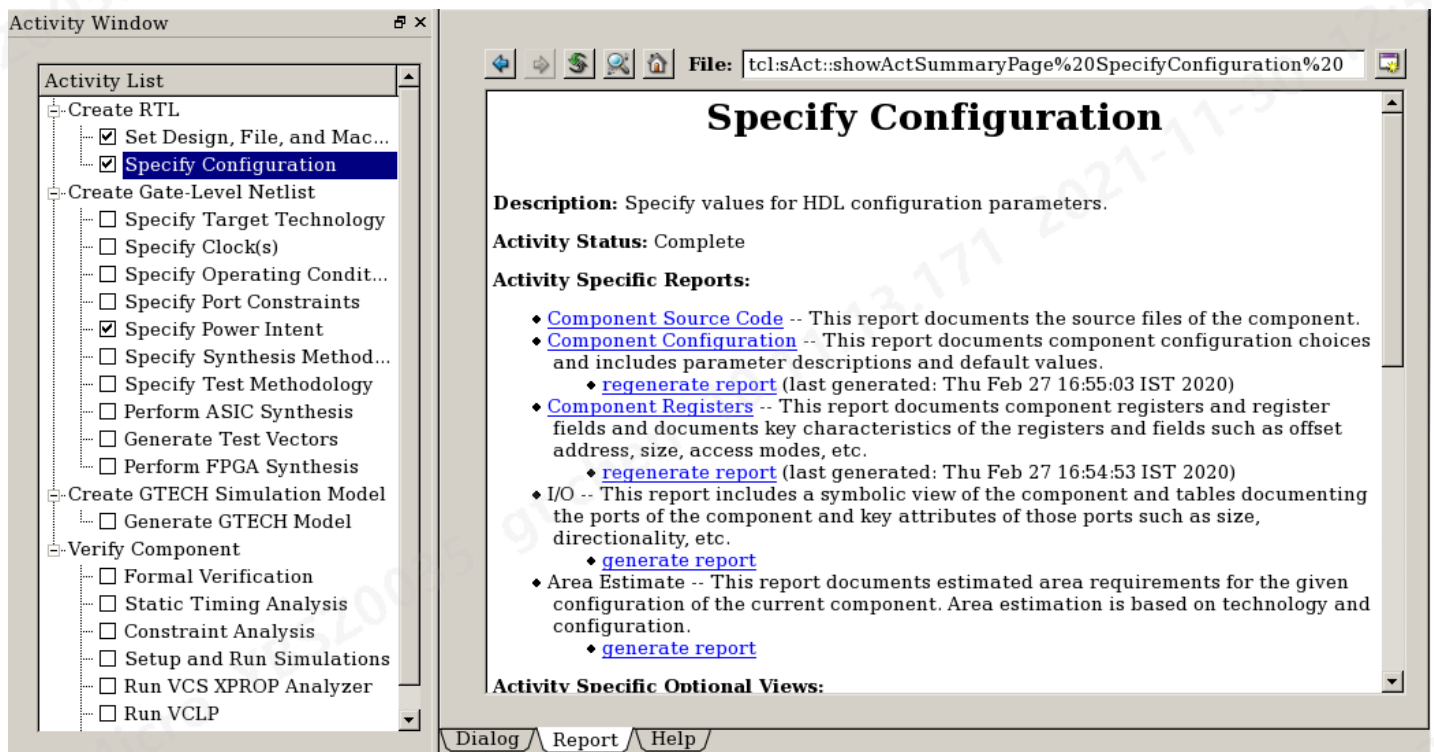 Activity Window
Activity List
Create RTL
Set Design, File, and Mac...
Specify Configuration
Create Gate-Level Netlist
Specify Target Technology
Specify Clock(s)
Specify Operating Condit...
Specify Port Constraints
Specify Power Intent
Specify Synthesis Method...
Specify Test Methodology
Perform ASIC Synthesis
Generate Test Vectors
Perform FPGA Synthesis
Create GTECH Simulation Model
Generate GTECH Model
Verify Component
Formal Verification
Static Timing Analysis
Constraint Analysis
Setup and Run Simulations
Run VCS XPROP Analyzer
Run VCLP
File: tcl:sAct::showActSummaryPage%20SpecifyConfiguration%20
Specify Configuration
Description: Specify values for HDL configuration parameters.
Activity Status: Complete
Activity Specific Reports:
Component Source Code -- This report documents the source files of the component.
Component Configuration -- This report documents component configuration choices
and includes parameter descriptions and default values.
regenerate report (last generated: Thu Feb 27 16:55:03 IST 2020)
Component Registers -- This report documents component registers and register
fields and documents key characteristics of the registers and fields such as offset
address, size, access modes, etc.
regenerate report (last generated: Thu Feb 27 16:54:53 IST 2020)
I/O -- This report includes a symbolic view of the component and tables documenting
the ports of the component and key attributes of those ports such as size,
directionality, etc.
generate report
Area Estimate -- This report documents estimated area requirements for the given
configuration of the current component. Area estimation is based on technology and
configuration.
generate report
Activity Specific Optional Views:
Dialog
Report
Help